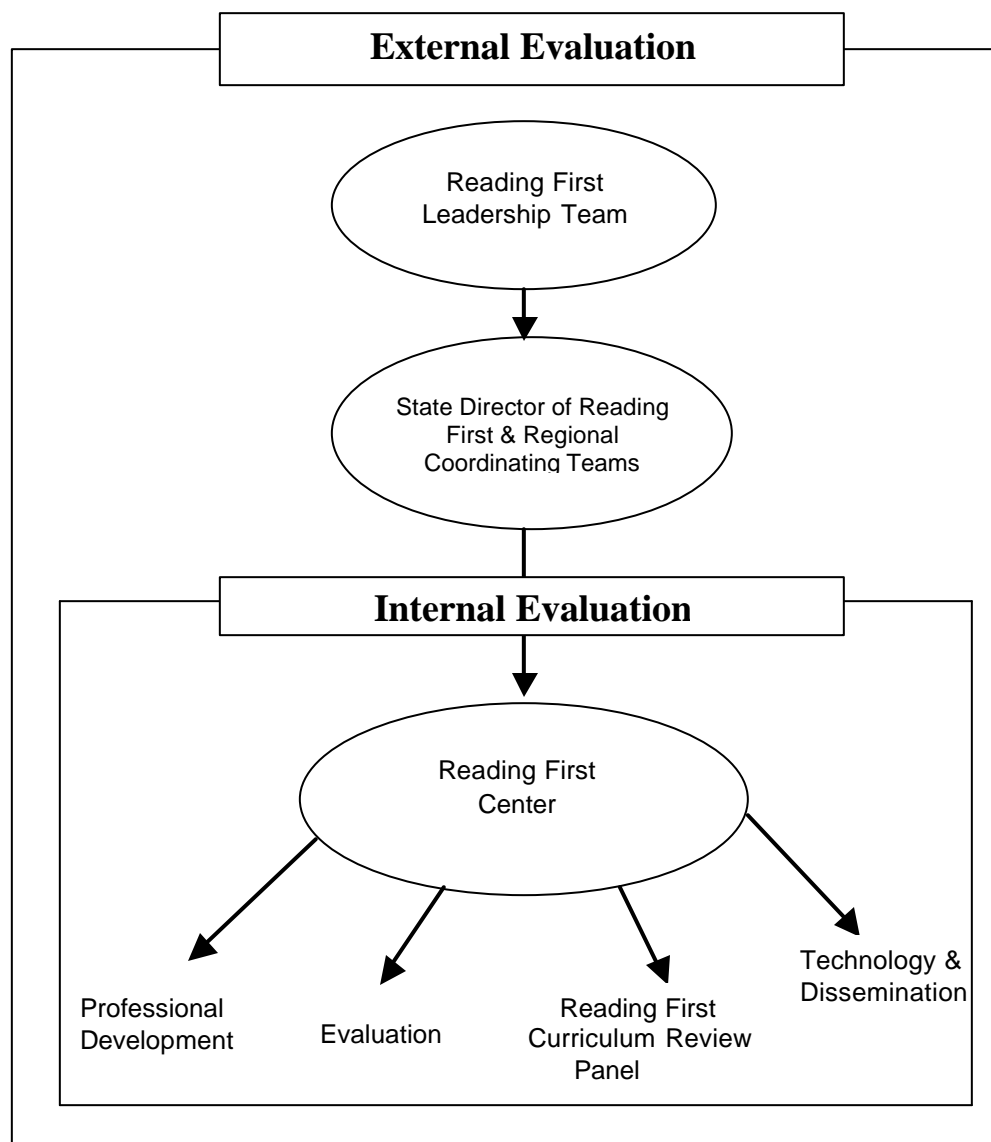 External Evaluation
Reading First
Leadership Team
State Director of Reading
First & Regional
Coordinating Teams
Internal Evaluation
Reading First
Center
Professional
Development
Evaluation
Reading First
Curriculum Review
Panel
Technology &
Dissemination